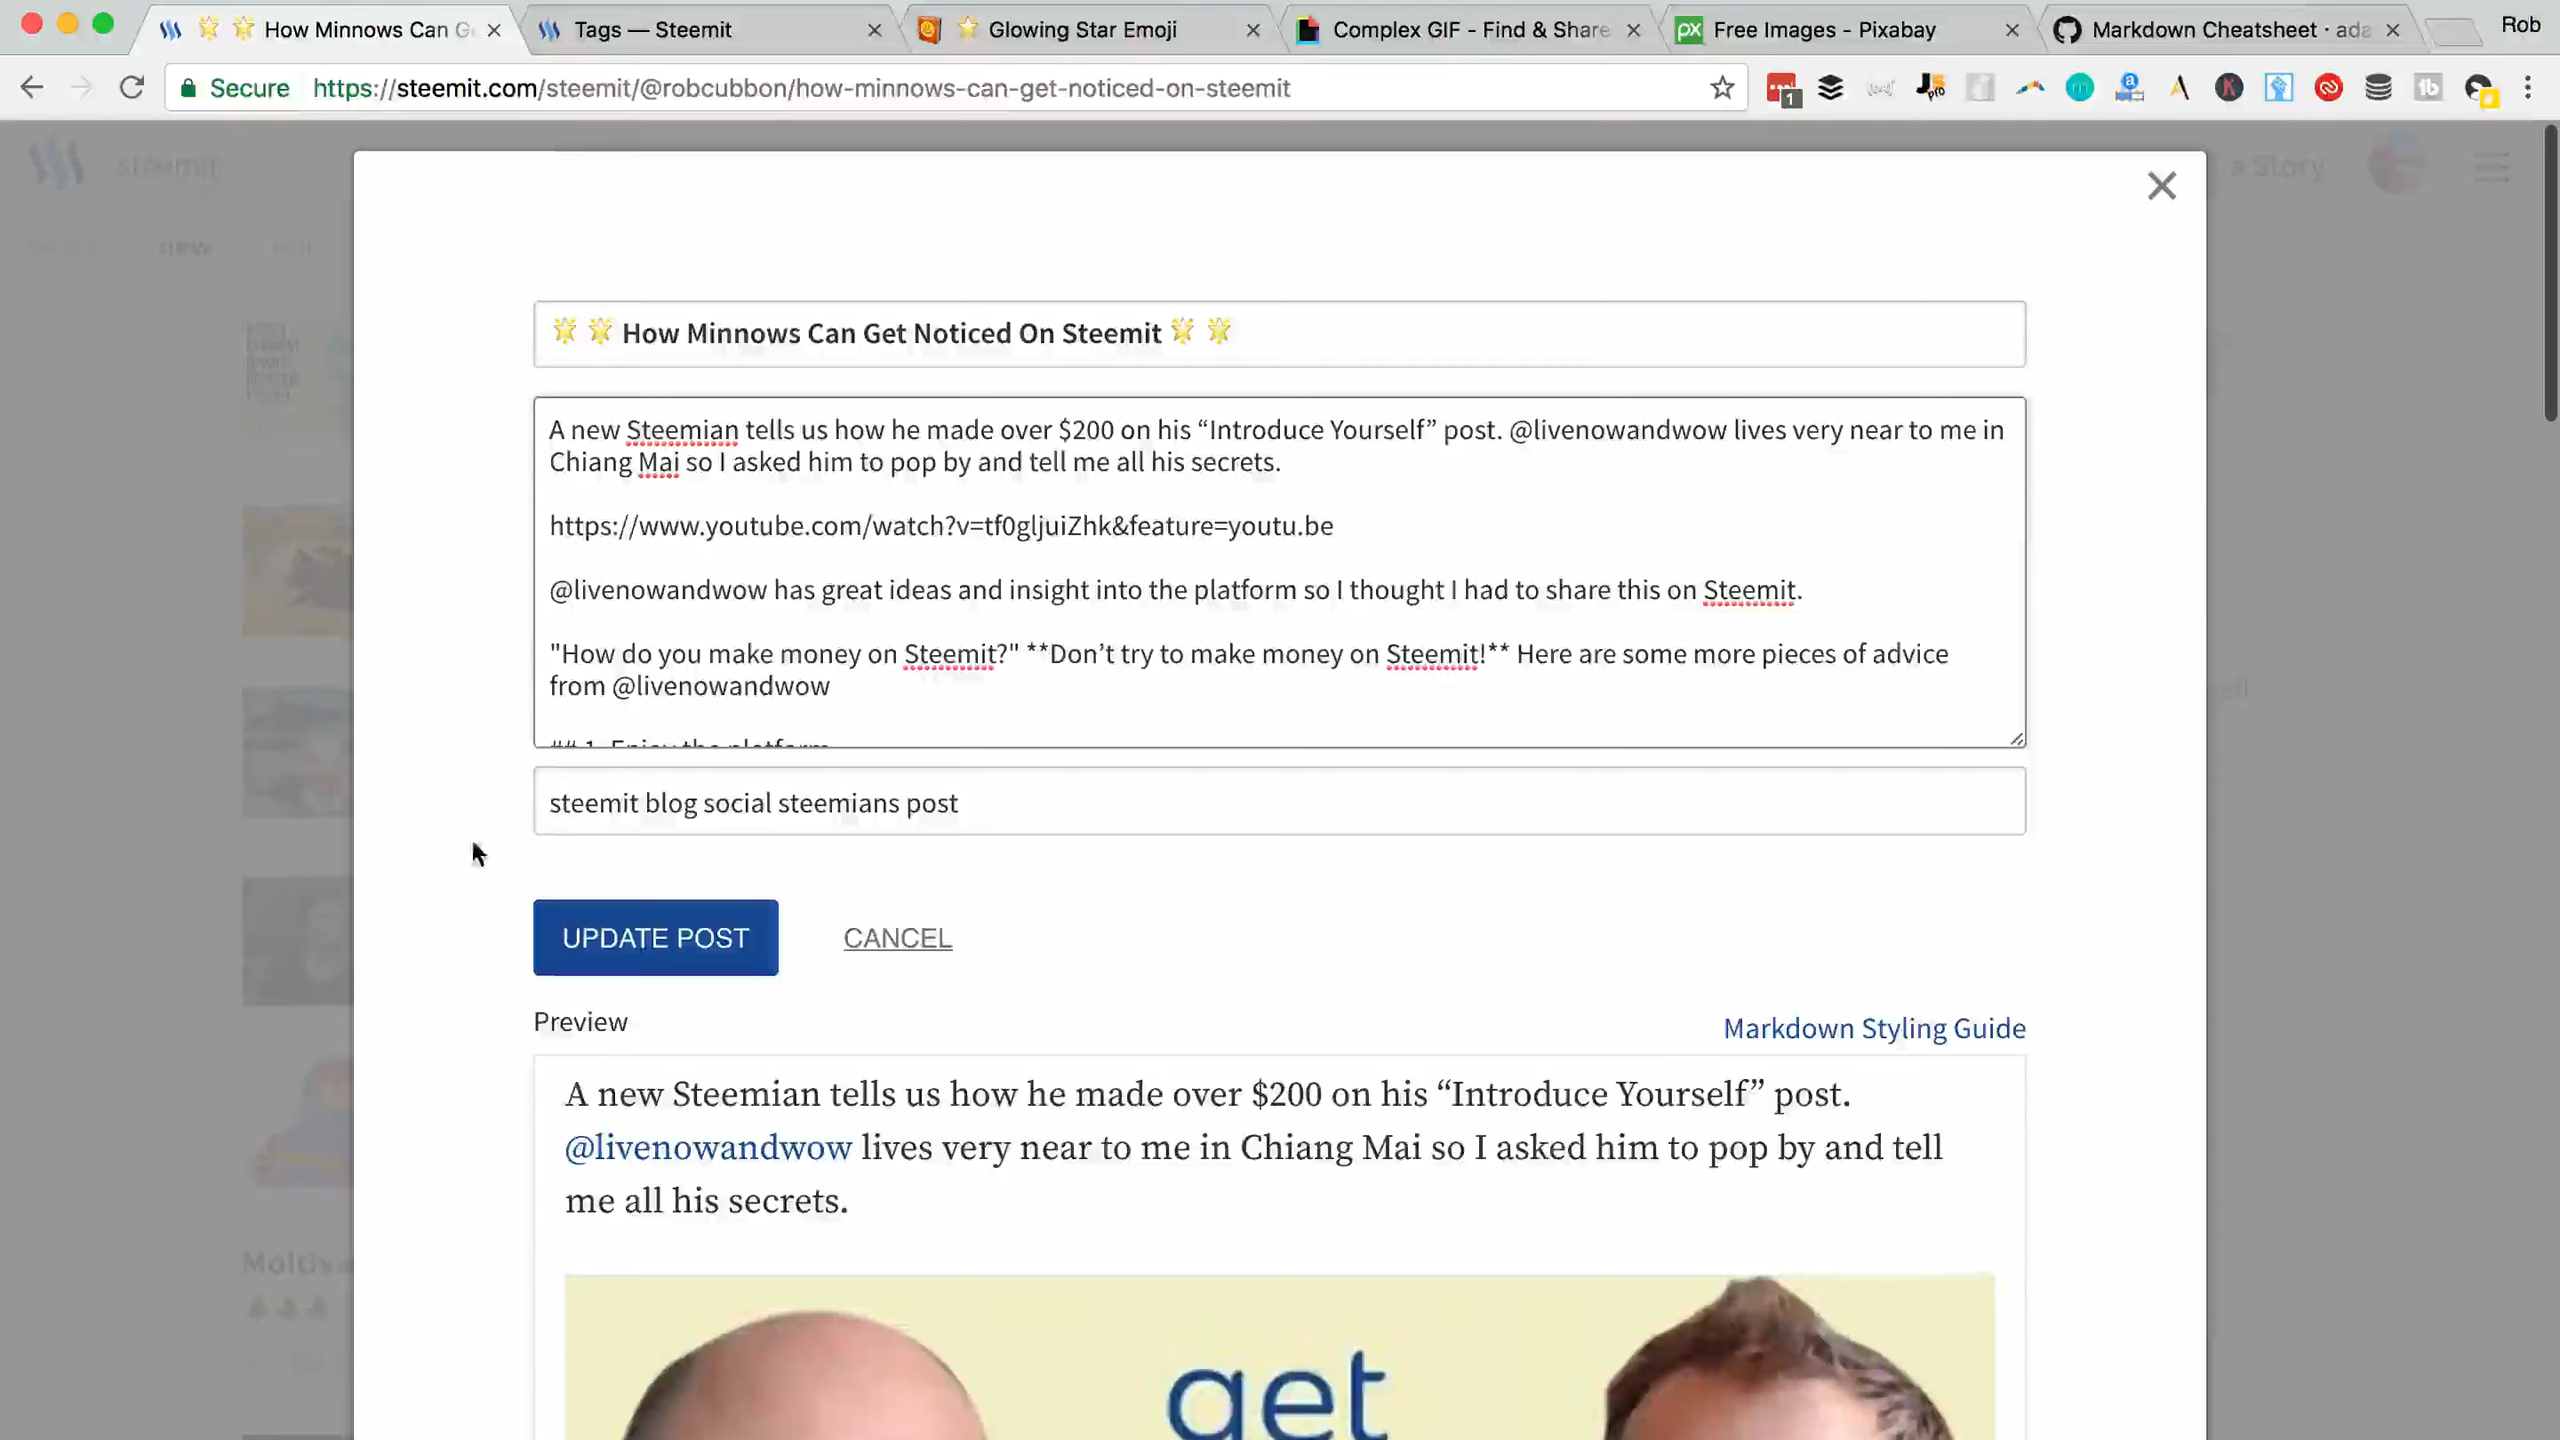 How Minnows Can G
Tags — Steemit
Glowing Star Emoji
Complex GIF - Find & Share
Free Images - Pixabay
Markdown Cheatsheet · ada
Rob
Secure
https://steemit.com/steemit/@robcubbon/how-minnows-can-get-noticed-on-steemit
1
steemit
a Story
new
How Minnows Can Get Noticed On Steemit
A new Steemian tells us how he made over $200 on his “Introduce Yourself” post. @livenowandwow lives very near to me in
Chiang Mai so I asked him to pop by and tell me all his secrets.
https://www.youtube.com/watch?v=tf0gljuiZhk&feature=youtu.be
@livenowandwow has great ideas and insight into the platform so I thought I had to share this on Steemit.
"How do you make money on Steemit?" **Don’t try to make money on Steemit!** Here are some more pieces of advice
from @livenowandwow
## 1. Enjoy the platform
steemit blog social steemians post
UPDATE POST
CANCEL
Preview
Markdown Styling Guide
A new Steemian tells us how he made over $200 on his “Introduce Yourself” post.
@livenowandwow lives very near to me in Chiang Mai so I asked him to pop by and tell
me all his secrets.
Moltiva
get